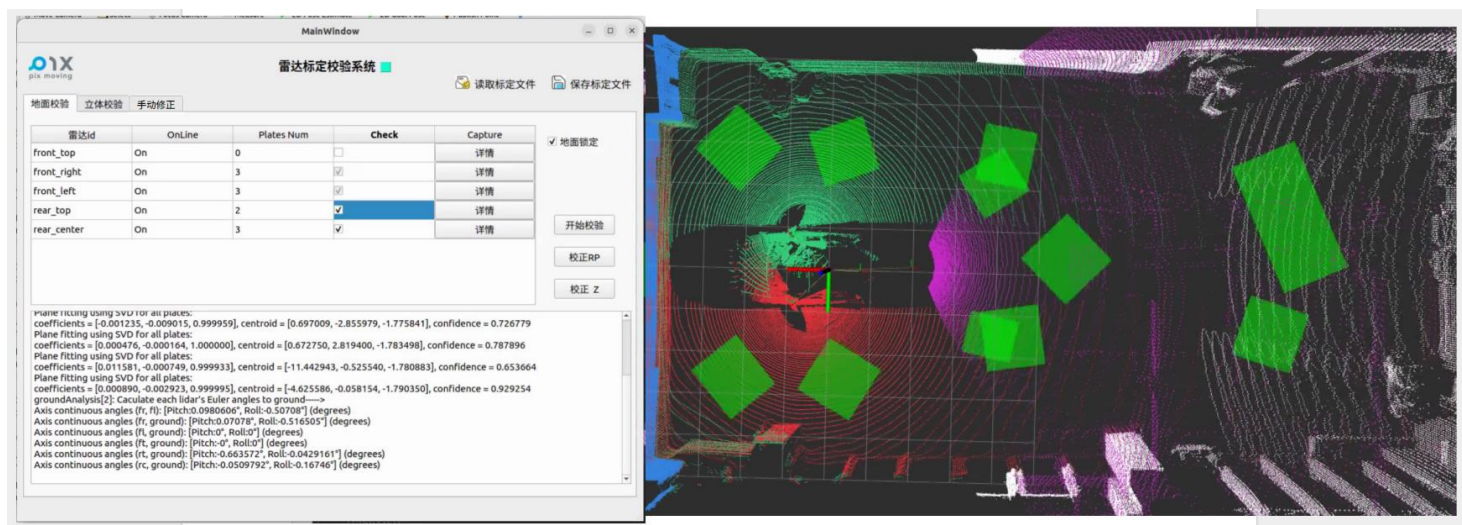 MainWindow
pix moving
雷达标定校验系统
读取标定文件 保存标定文件
地面校验 立体校验 手动修正
雷达id OnLine Plates Num Check Capture
地面锁定
front_top On 0 详情
front_right On 3 详情
front_left On 3 详情
rear_top On 2 详情
rear_center On 3 详情
开始校验
校正RP
校正 Z
Plane fitting using SVD for all plates:
coefficients = [-0.001235, -0.009015, 0.999959], centroid = [0.697009, -2.855979, -1.775841], confidence = 0.726779
Plane fitting using SVD for all plates:
coefficients = [0.000476, -0.000164, 1.000000], centroid = [0.672750, 2.819400, -1.783498], confidence = 0.787896
Plane fitting using SVD for all plates:
coefficients = [0.011581, -0.000749, 0.999933], centroid = [-11.442943, -0.525540, -1.780883], confidence = 0.653664
Plane fitting using SVD for all plates:
coefficients = [0.000890, -0.002923, 0.999995], centroid = [-4.625586, -0.058154, -1.790350], confidence = 0.929254
groundAnalysis[2]: Caculate each lidar's Euler angles to ground----->
Axis continuous angles (fr, fl): [Pitch:0.0980606°, Roll:-0.50708°] (degrees)
Axis continuous angles (fr, ground): [Pitch:0.07078°, Roll:-0.516505°] (degrees)
Axis continuous angles (fl, ground): [Pitch:0°, Roll:0°] (degrees)
Axis continuous angles (ft, ground): [Pitch:-0°, Roll:0°] (degrees)
Axis continuous angles (rt, ground): [Pitch:-0.663572°, Roll:-0.0429161°] (degrees)
Axis continuous angles (rc, ground): [Pitch:-0.0509792°, Roll:-0.16746°] (degrees)